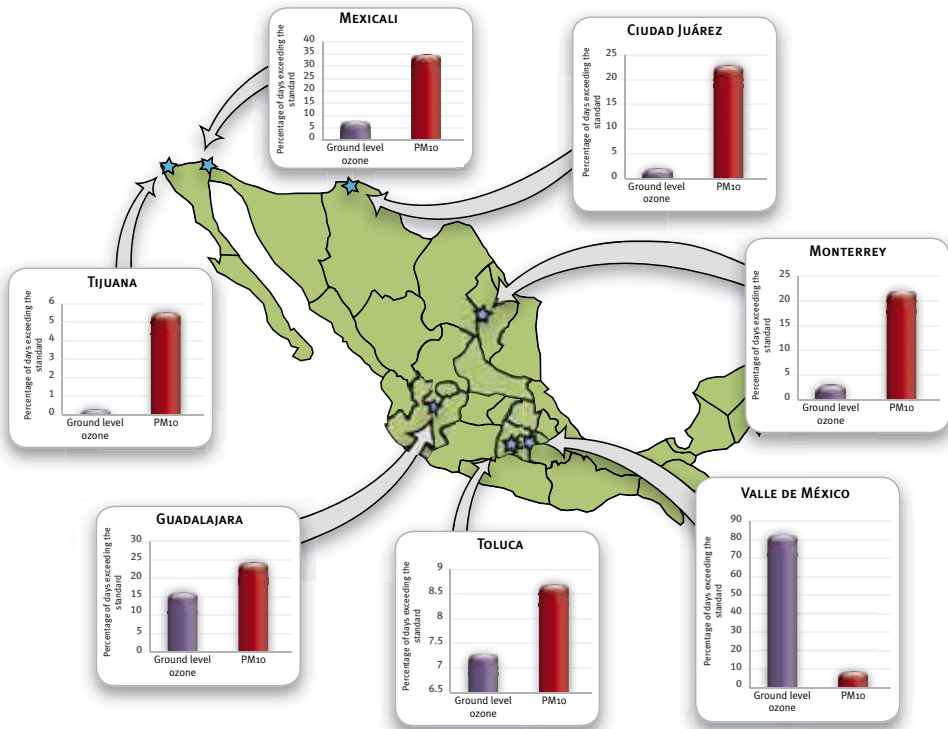 MEXICALI
Percentage of days exceeding the
standard
40
35
30
25
20
15
10
5
0
Ground level
ozone
PM10
CIUDAD JUÁREZ
Percentage of days exceeding the
standard
25
20
15
10
5
0
Ground level
ozone
PM10
TIJUANA
Percentage of days exceeding the
standard
6
5
4
3
2
1
0
Ground level
ozone
PM10
MONTERREY
Percentage of days exceeding the
standard
25
20
15
10
5
0
Ground level
ozone
PM10
GUADALAJARA
Percentage of days exceeding the
standard
30
25
20
15
10
5
0
Ground level
ozone
PM10
TOLUCA
Percentage of days exceeding the
standard
9
8.5
8
7.5
7
6.5
Ground level
ozone
PM10
VALLE DE MÉXICO
Percentage of days exceeding the
standard
90
80
70
60
50
40
30
20
10
0
Ground level
ozone
PM10